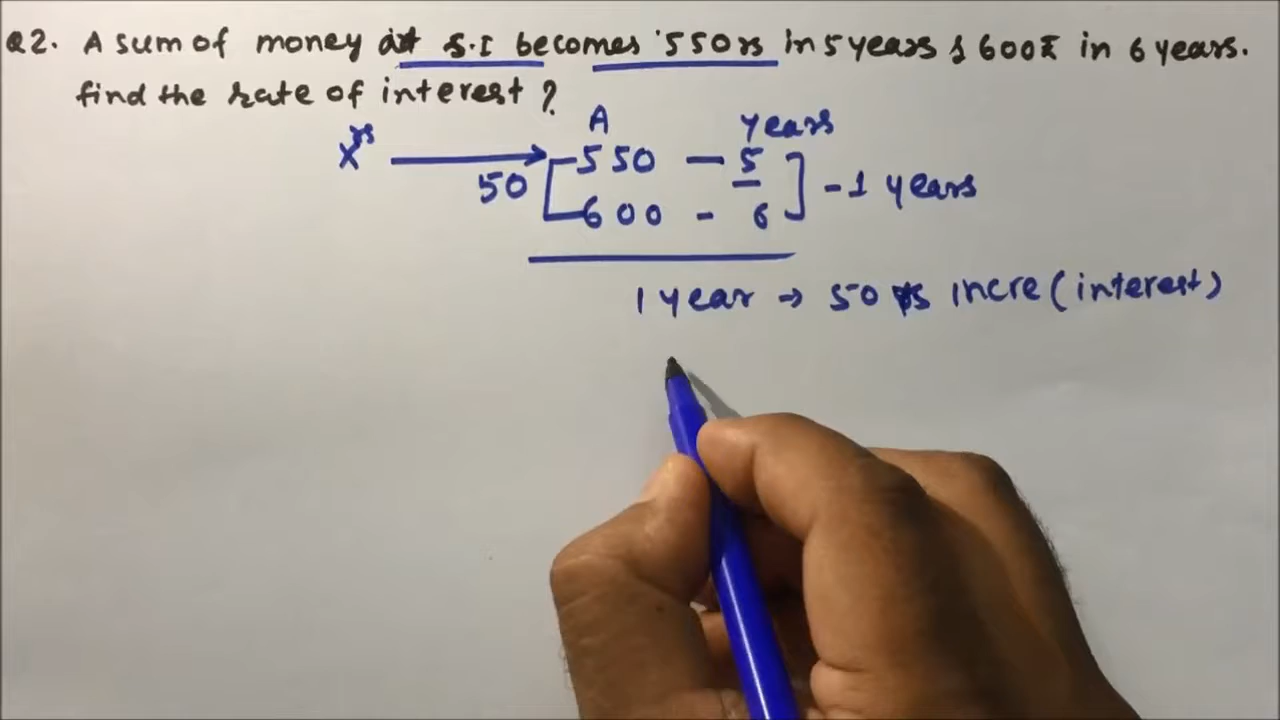 Q2. A sum of money at S.I becomes 550rs in 5 years & 600₹ in 6 years.
find the rate of interest ?
A years
X rs 550 - 5
50 - 1 years
600 - 6
1 year → 50 rs incre (interest)